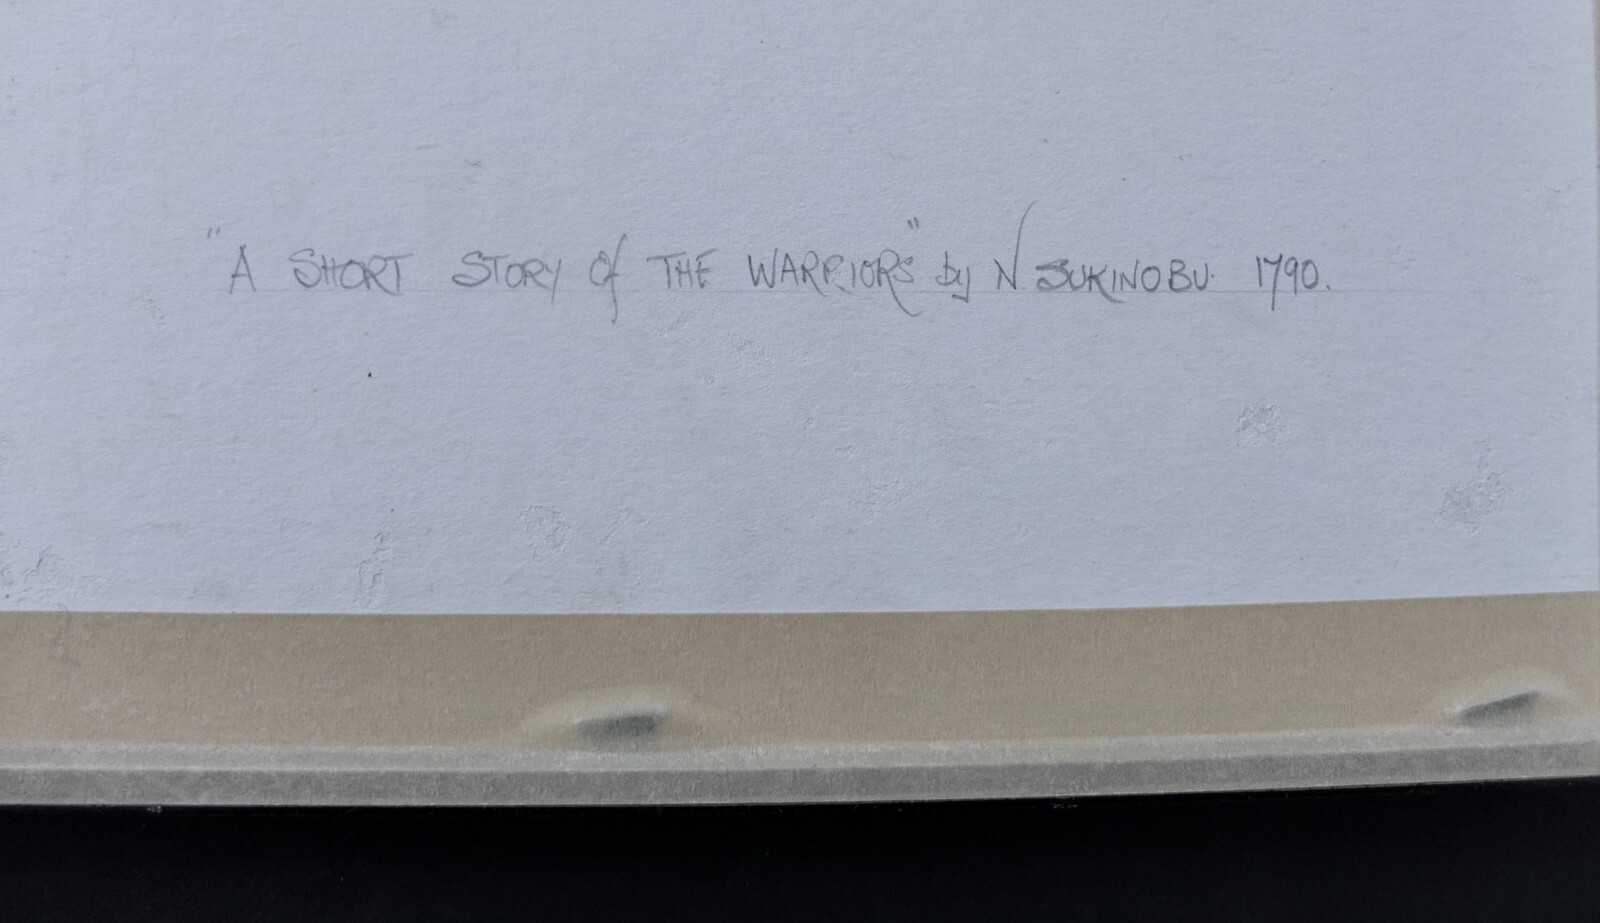 "A SHORT STORY Of THE WARRIORS" by N SUKINOBU. 1790.